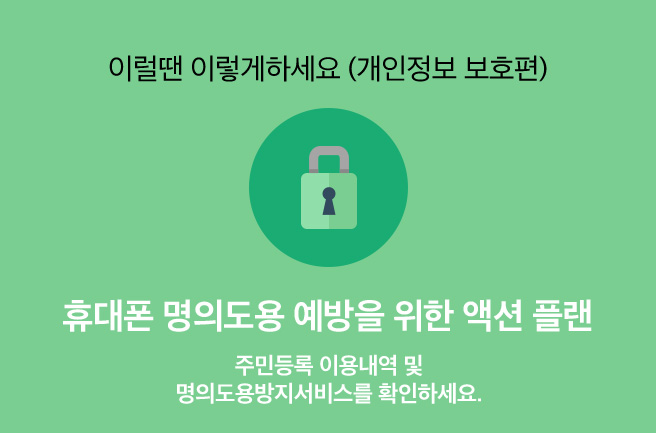 이럴땐 이렇게하세요 (개인정보 보호편)
휴대폰 명의도용 예방을 위한 액션 플랜
주민등록 이용내역 및
명의도용방지서비스를 확인하세요.